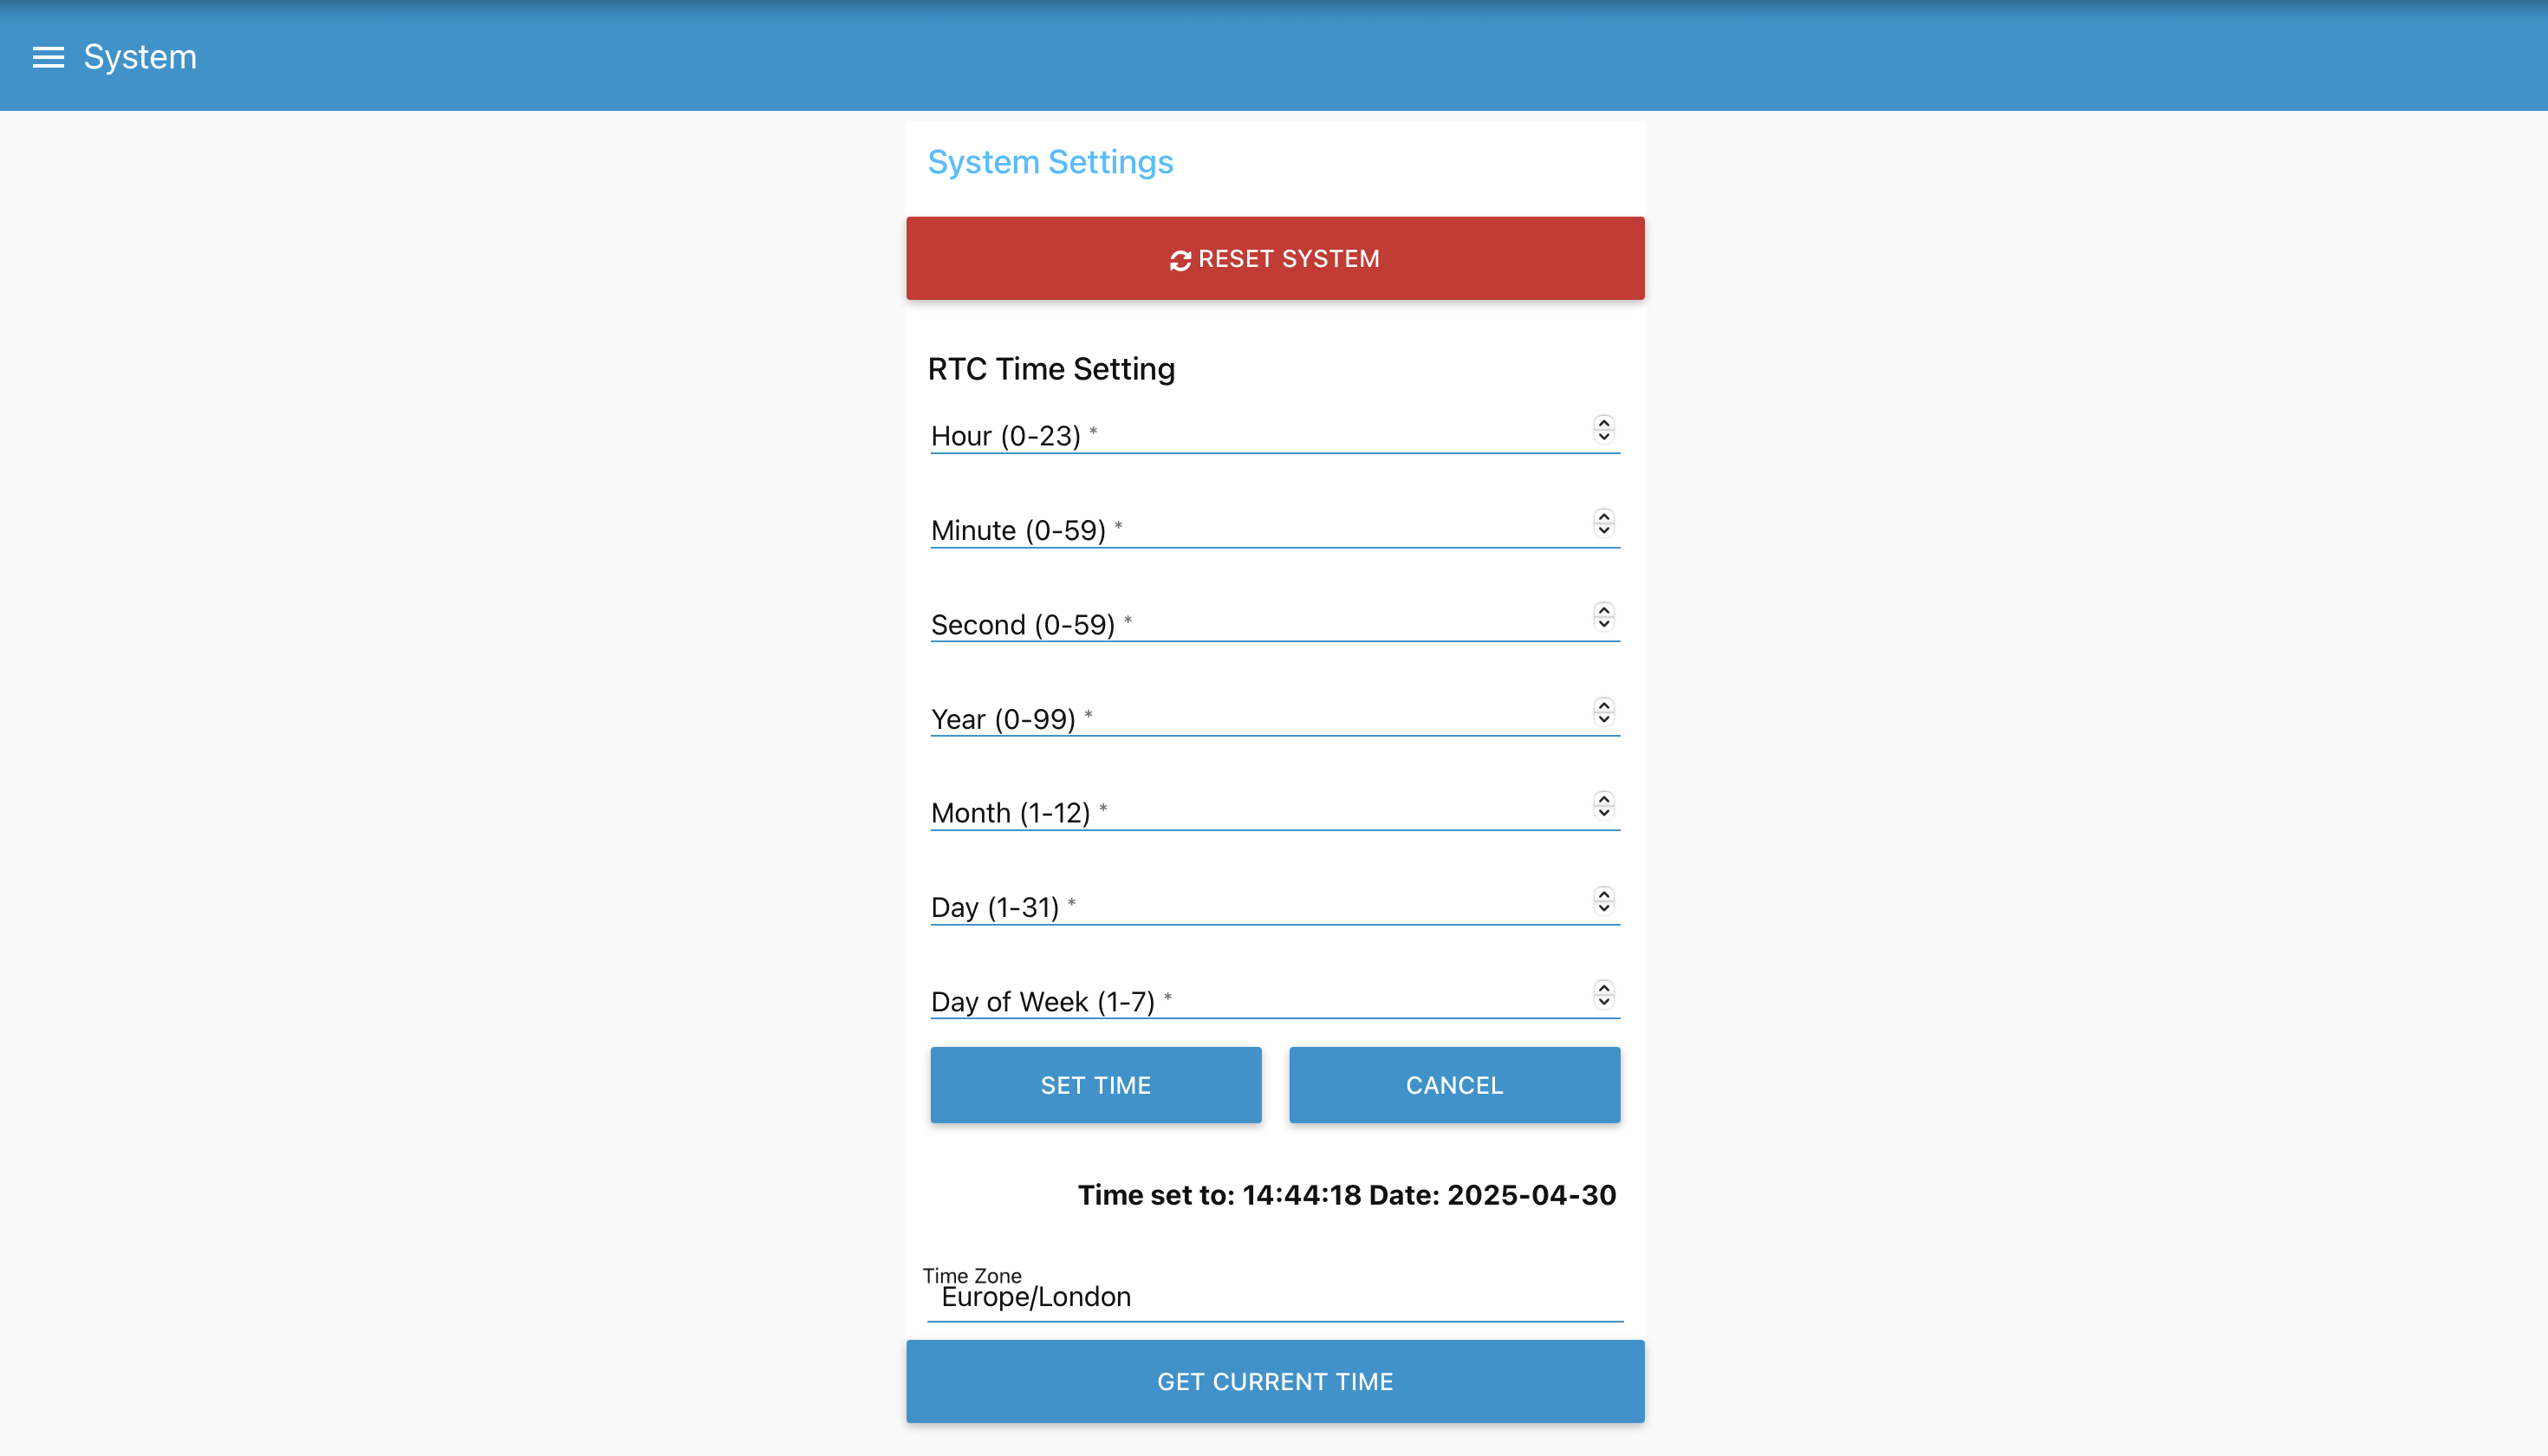 System
System Settings
RESET SYSTEM
RTC Time Setting
Hour (0-23) *
Minute (0-59) *
Second (0-59) *
Year (0-99) *
Month (1-12) *
Day (1-31) *
Day of Week (1-7) *
SET TIME CANCEL
Time set to: 14:44:18 Date: 2025-04-30
Time Zone
Europe/London
GET CURRENT TIME